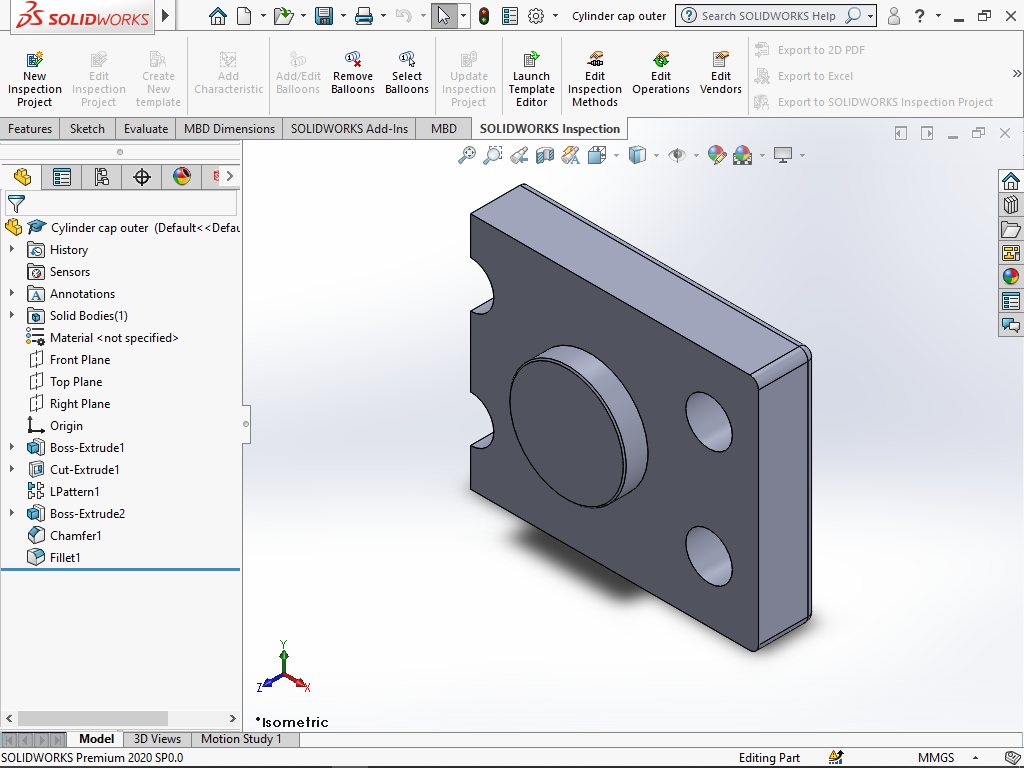 SOLIDWORKS
Cylinder cap outer
Search SOLIDWORKS Help
New Inspection Project
Edit Inspection Project
Create New template
Add Characteristic
Add/Edit Balloons
Remove Balloons
Select Balloons
Update Inspection Project
Launch Template Editor
Edit Inspection Methods
Edit Operations
Edit Vendors
Export to 2D PDF
Export to Excel
Export to SOLIDWORKS Inspection Project
Features
Sketch
Evaluate
MBD Dimensions
SOLIDWORKS Add-Ins
MBD
SOLIDWORKS Inspection
Cylinder cap outer (Default<<Defau
History
Sensors
Annotations
Solid Bodies(1)
Material <not specified>
Front Plane
Top Plane
Right Plane
Origin
Boss-Extrude1
Cut-Extrude1
LPattern1
Boss-Extrude2
Chamfer1
Fillet1
Y
Z
X
*Isometric
Model
3D Views
Motion Study 1
SOLIDWORKS Premium 2020 SP0.0
Editing Part
MMGS